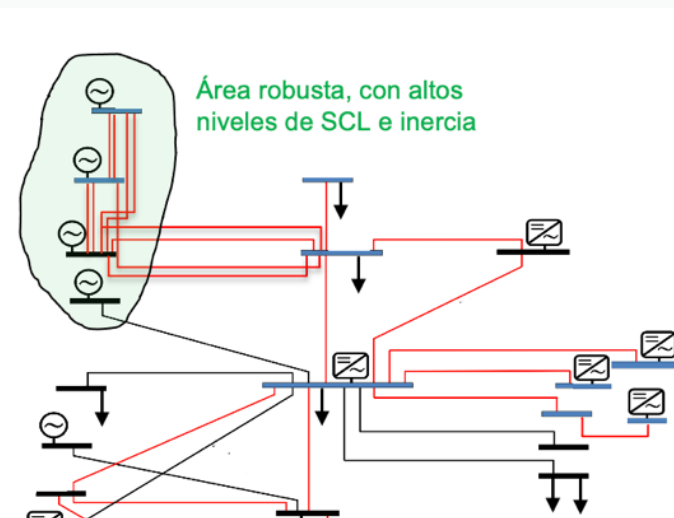 Área robusta, con altos
niveles de SCL e inercia